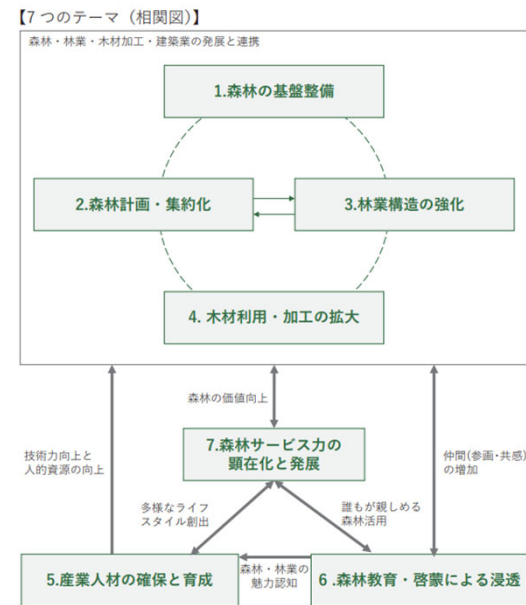 【7 つのテーマ（相関図）】
森林・林業・木材加工・建築業の発展と連携
1.森林の基盤整備
2.森林計画・集約化
3.林業構造の強化
4. 木材利用・加工の拡大
森林の価値向上
技術力向上と
人的資源の向上
7.森林サービス力の
顕在化と発展
仲間(参画・共感)
の増加
多様なライフ
スタイル創出
誰もが親しめる
森林活用
5.産業人材の確保と育成
森林・林業の
魅力認知
6 .森林教育・啓蒙による浸透